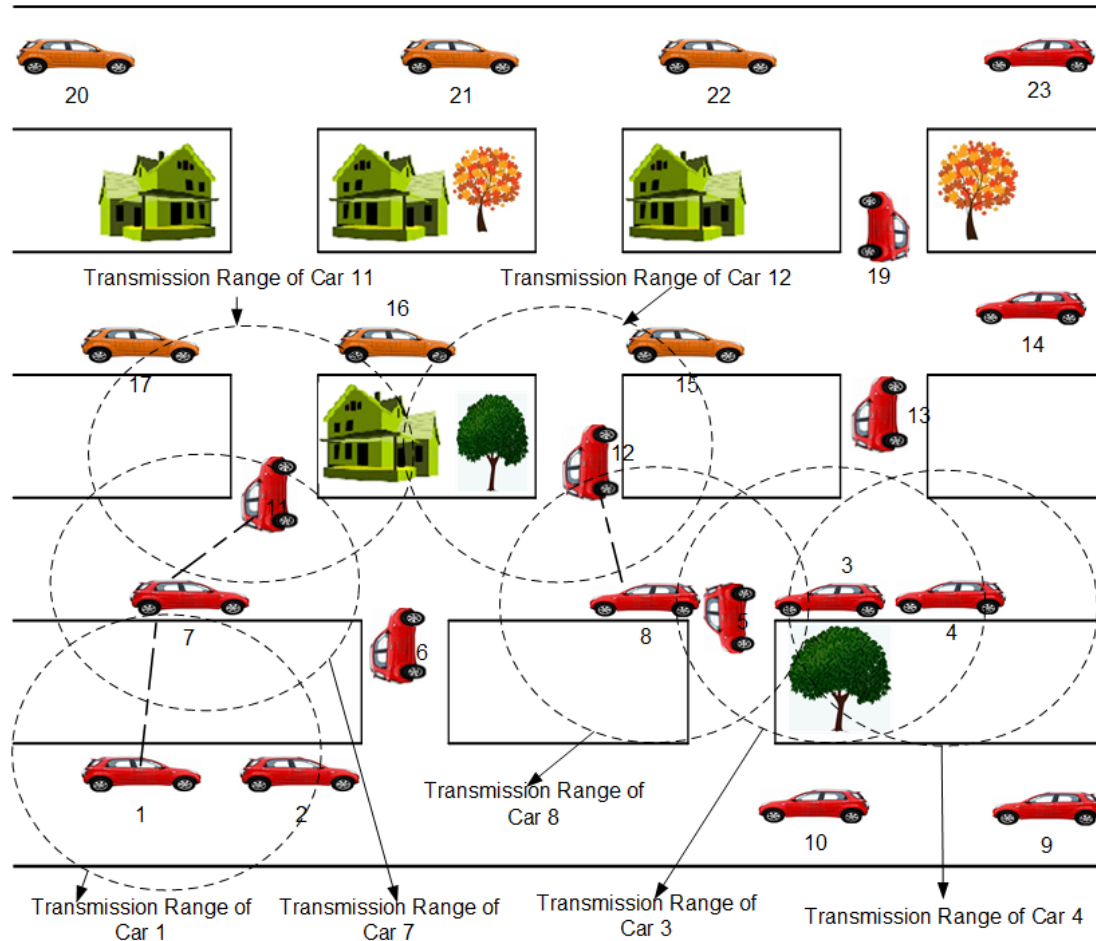 20
21
22
23
19
Transmission Range of Car 11
Transmission Range of Car 12
16
14
17
15
13
12
11
3
7
8
5
4
6
1
2
Transmission Range of
Car 8
10
9
Transmission Range of
Car 1
Transmission Range of
Car 7
Transmission Range of
Car 3
Transmission Range of Car 4